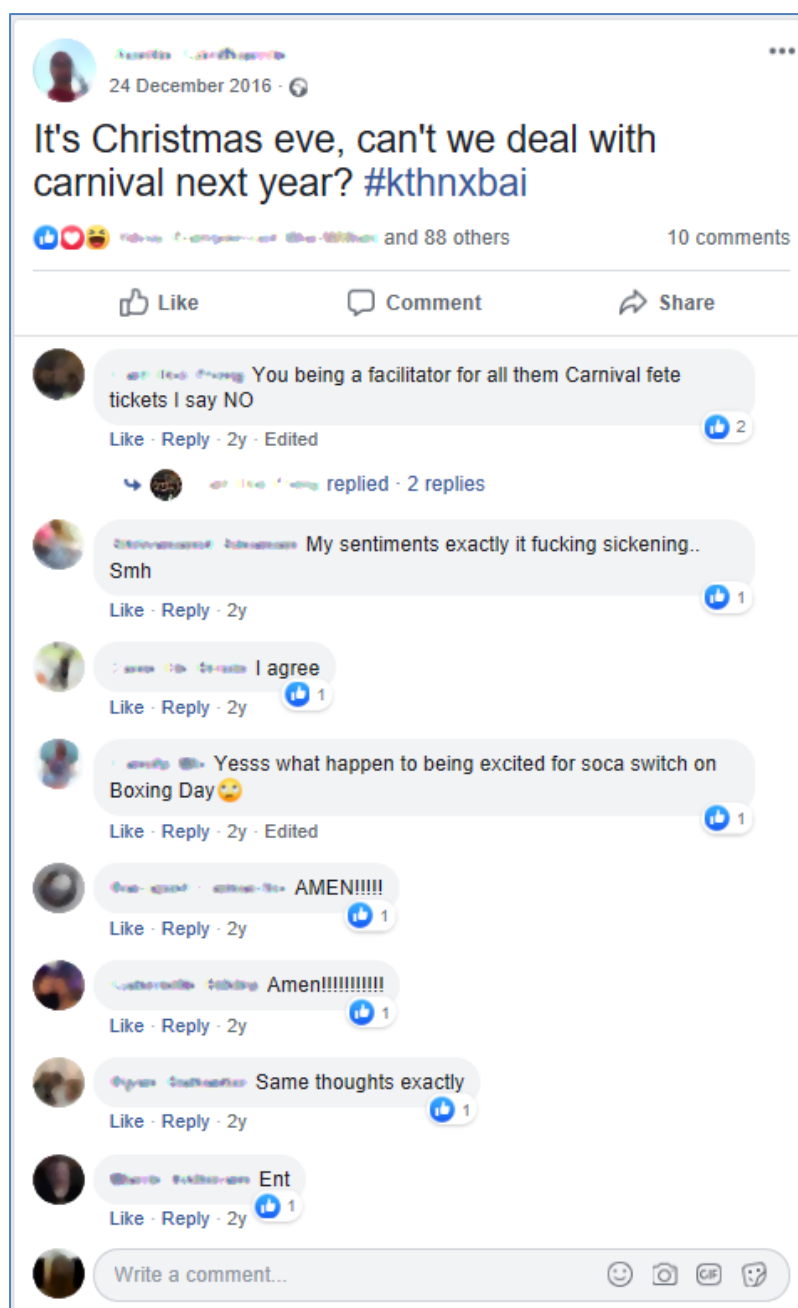 24 December 2016 ·
It's Christmas eve, can't we deal with
carnival next year? #kthnxbai
and 88 others 10 comments
Like Comment Share
You being a facilitator for all them Carnival fete
tickets I say NO
2
Like · Reply · 2y · Edited
replied · 2 replies
My sentiments exactly it fucking sickening..
Smh
1
Like · Reply · 2y
I agree
1
Like · Reply · 2y
Yesss what happen to being excited for soca switch on
Boxing Day🙄
1
Like · Reply · 2y · Edited
AMEN!!!!!
1
Like · Reply · 2y
Amen!!!!!!!!!!!
1
Like · Reply · 2y
Same thoughts exactly
1
Like · Reply · 2y
Ent
1
Like · Reply · 2y
Write a comment... GIF